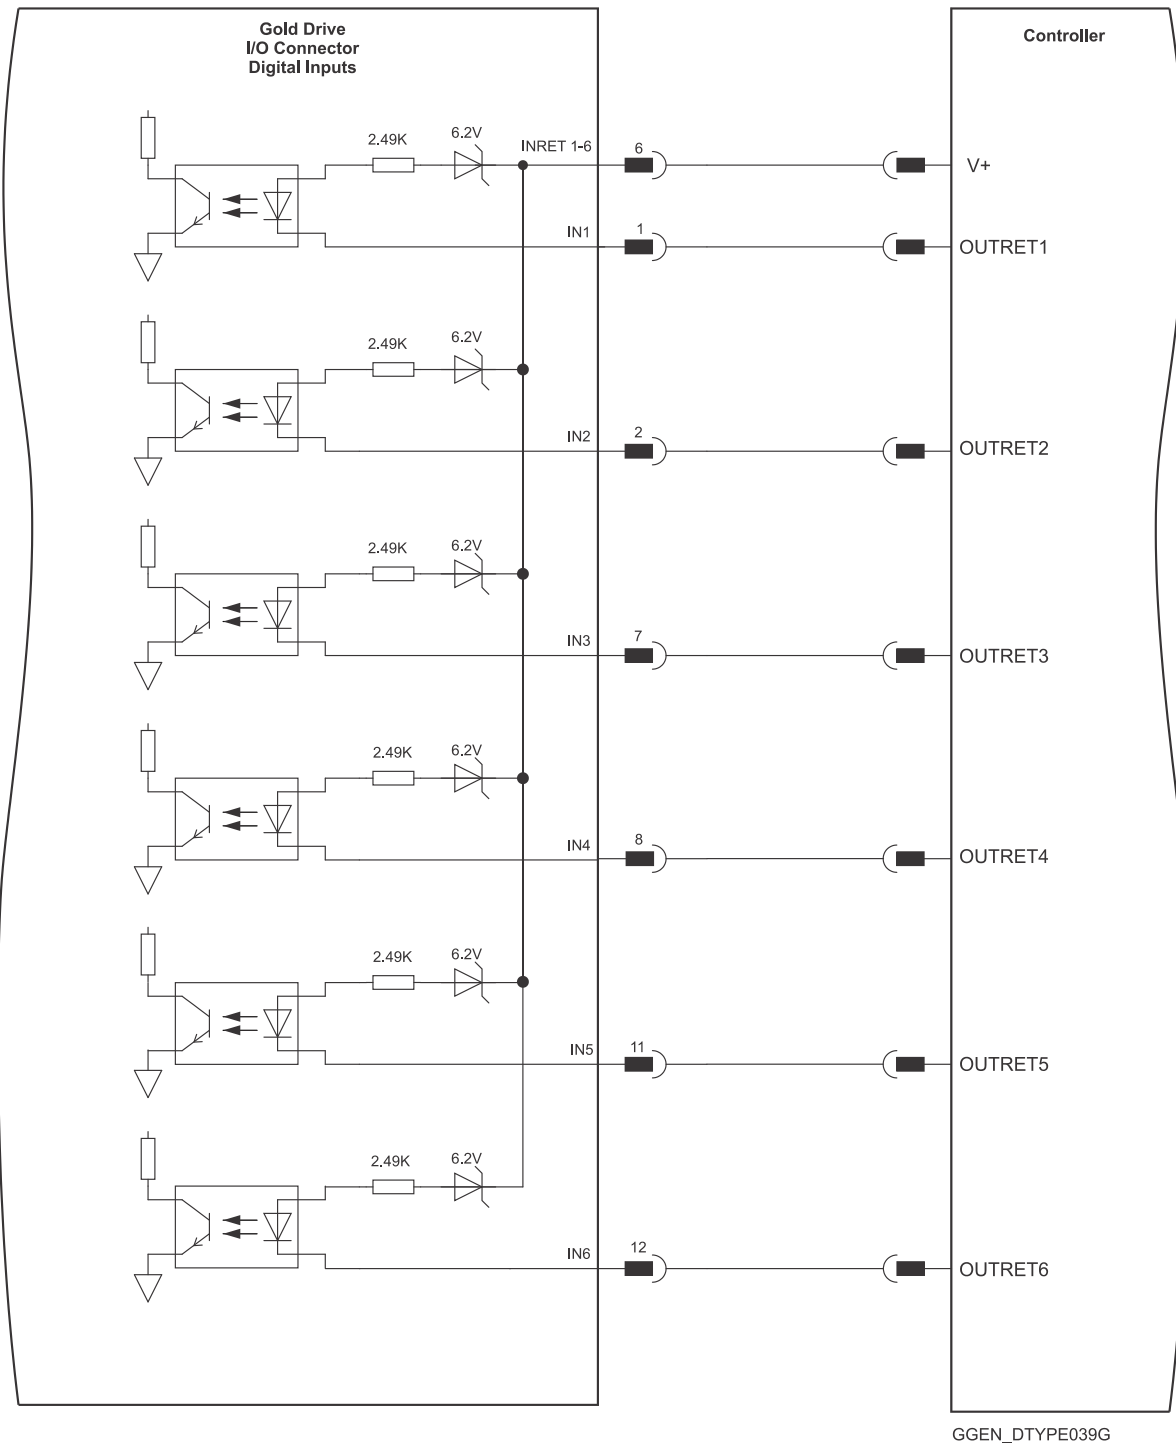 Gold Drive
I/O Connector
Digital Inputs
Controller
2.49K
6.2V
INRET 1-6
6
V+
IN1
1
OUTRET1
2.49K
6.2V
IN2
2
OUTRET2
2.49K
6.2V
IN3
7
OUTRET3
2.49K
6.2V
IN4
8
OUTRET4
2.49K
6.2V
IN5
11
OUTRET5
2.49K
6.2V
IN6
12
OUTRET6
GGEN_DTYPE039G